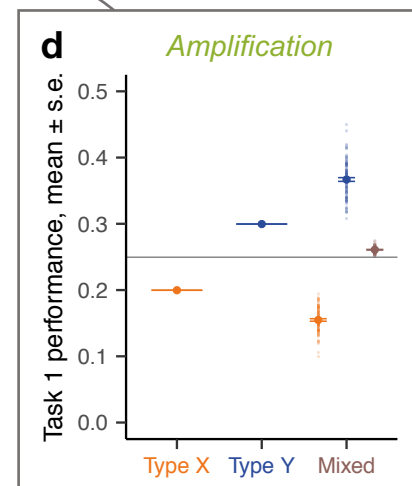 d
Amplification
Task 1 performance, mean ± s.e.
0.5
0.4
0.3
0.2
0.1
0.0
Type X
Type Y
Mixed